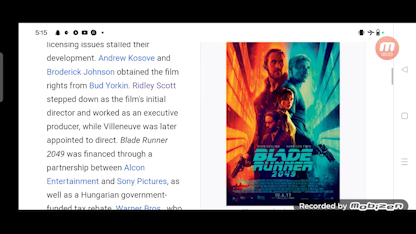 5:15
licensing issues stalled their
development. Andrew Kosove and
Broderick Johnson obtained the film
rights from Bud Yorkin. Ridley Scott
stepped down as the film's initial
director and worked as an executive
producer, while Villeneuve was later
appointed to direct. Blade Runner
2049 was financed through a
partnership between Alcon
Entertainment and Sony Pictures, as
well as a Hungarian government-
funded tax rebate. Warner Bros., who
BLADE
RUNNER
2049
Recorded by MOBIZEN